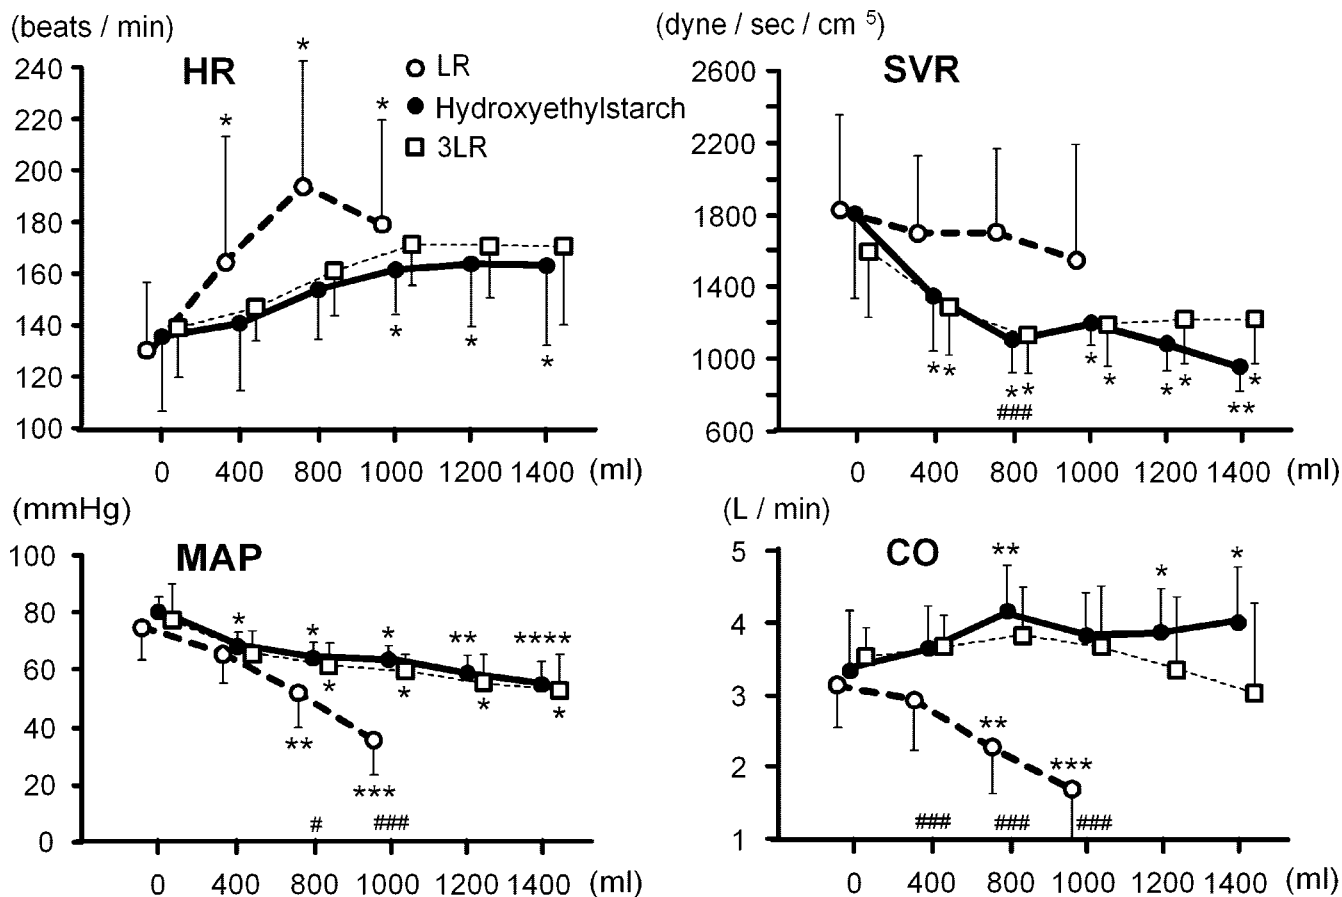 (beats / min)
HR
LR
Hydroxyethylstarch
3LR
240
220
200
180
160
140
120
100
*
*
*
*
*
*
0 400 800 1000 1200 1400 (ml)
(dyne / sec / cm 5)
SVR
2600
2200
1800
1400
1000
600
* * * * * * * * ** *
###
0 400 800 1000 1200 1400 (ml)
(mmHg)
MAP
100
80
60
40
20
0
* * * ** ****
* * * *
**
***
# ###
0 400 800 1000 1200 1400 (ml)
(L / min)
CO
5
4
3
2
1
** * *
** ***
### ### ###
0 400 800 1000 1200 1400 (ml)